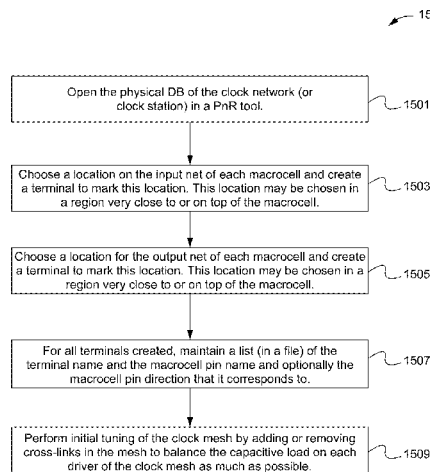 15
Open the physical DB of the clock network (or
clock station) in a PnR tool.
1501
Choose a location on the input net of each macrocell and create
a terminal to mark this location. This location may be chosen in
a region very close to or on top of the macrocell.
1503
Choose a location for the output net of each macrocell and create
a terminal to mark this location. This location may be chosen in a
region very close to or on top of the macrocell.
1505
For all terminals created, maintain a list (in a file) of the
terminal name and the macrocell pin name and optionally the
macrocell pin direction that it corresponds to.
1507
Perform initial tuning of the clock mesh by adding or removing
cross-links in the mesh to balance the capacitive load on each
driver of the clock mesh as much as possible.
1509